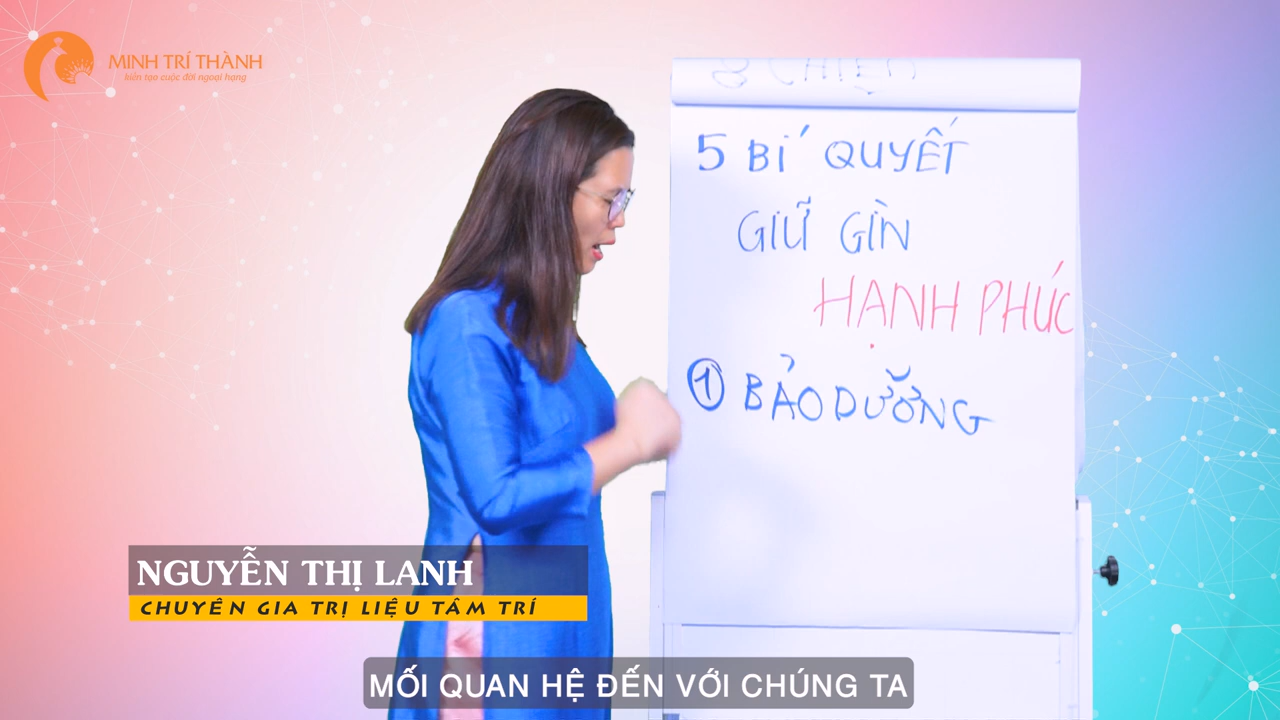 MINH TRÍ THÀNH
kiến tạo cuộc đời ngoại hạng
5 BÍ QUYẾT
GIỮ GÌN
HẠNH PHÚC
1 BẢO DƯỠNG
NGUYỄN THỊ LANH
CHUYÊN GIA TRỊ LIỆU TÂM TRÍ
MỐI QUAN HỆ ĐẾN VỚI CHÚNG TA